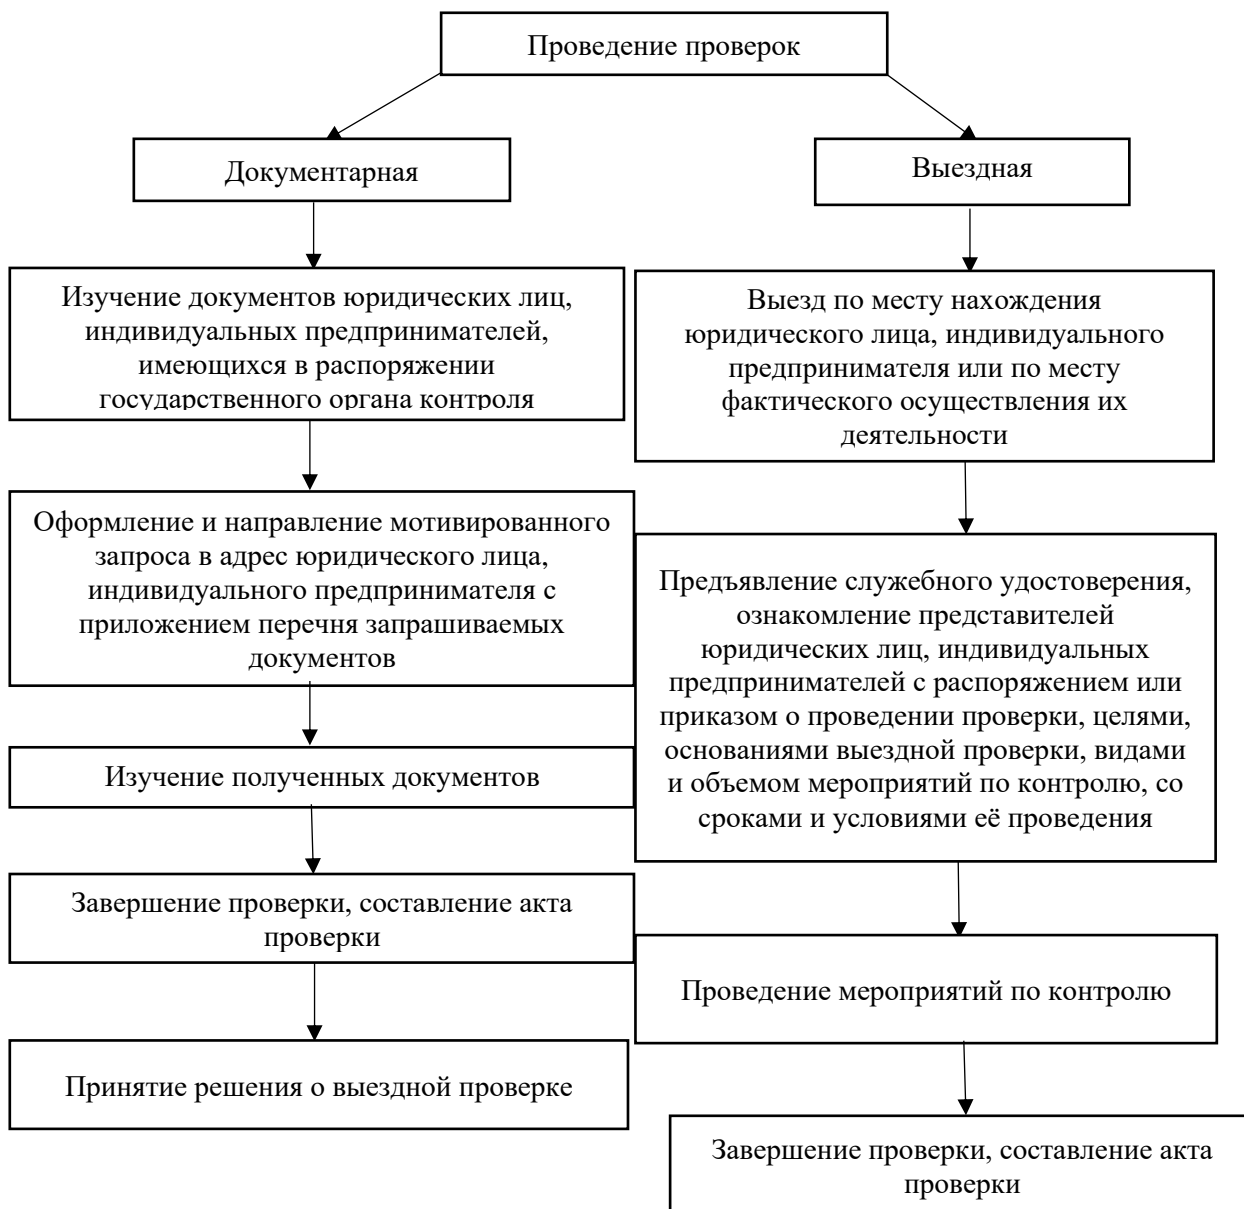 Проведение проверок
Документарная
Выездная
Изучение документов юридических лиц,
индивидуальных предпринимателей,
имеющихся в распоряжении
государственного органа контроля
Оформление и направление мотивированного
запроса в адрес юридического лица,
индивидуального предпринимателя с
приложением перечня запрашиваемых
документов
Изучение полученных документов
Завершение проверки, составление акта
проверки
Принятие решения о выездной проверке
Выезд по месту нахождения
юридического лица, индивидуального
предпринимателя или по месту
фактического осуществления их
деятельности
Предъявление служебного удостоверения,
ознакомление представителей
юридических лиц, индивидуальных
предпринимателей с распоряжением или
приказом о проведении проверки, целями,
основаниями выездной проверки, видами
и объемом мероприятий по контролю, со
сроками и условиями её проведения
Проведение мероприятий по контролю
Завершение проверки, составление акта
проверки